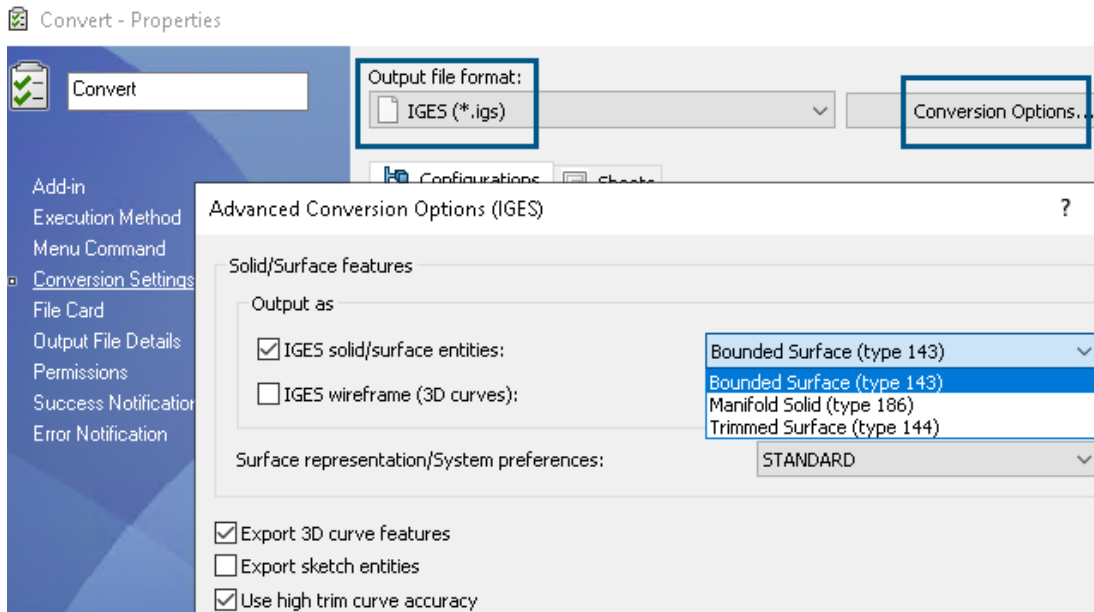 Convert - Properties
Convert
Output file format:
IGES (*.igs)
Conversion Options...
Configurations
Sheets
Add-in
Execution Method
Menu Command
Conversion Settings
File Card
Output File Details
Permissions
Success Notification
Error Notification
Advanced Conversion Options (IGES)
?
Solid/Surface features
Output as
IGES solid/surface entities:
Bounded Surface (type 143)
Bounded Surface (type 143)
Manifold Solid (type 186)
Trimmed Surface (type 144)
IGES wireframe (3D curves):
Surface representation/System preferences:
STANDARD
Export 3D curve features
Export sketch entities
Use high trim curve accuracy